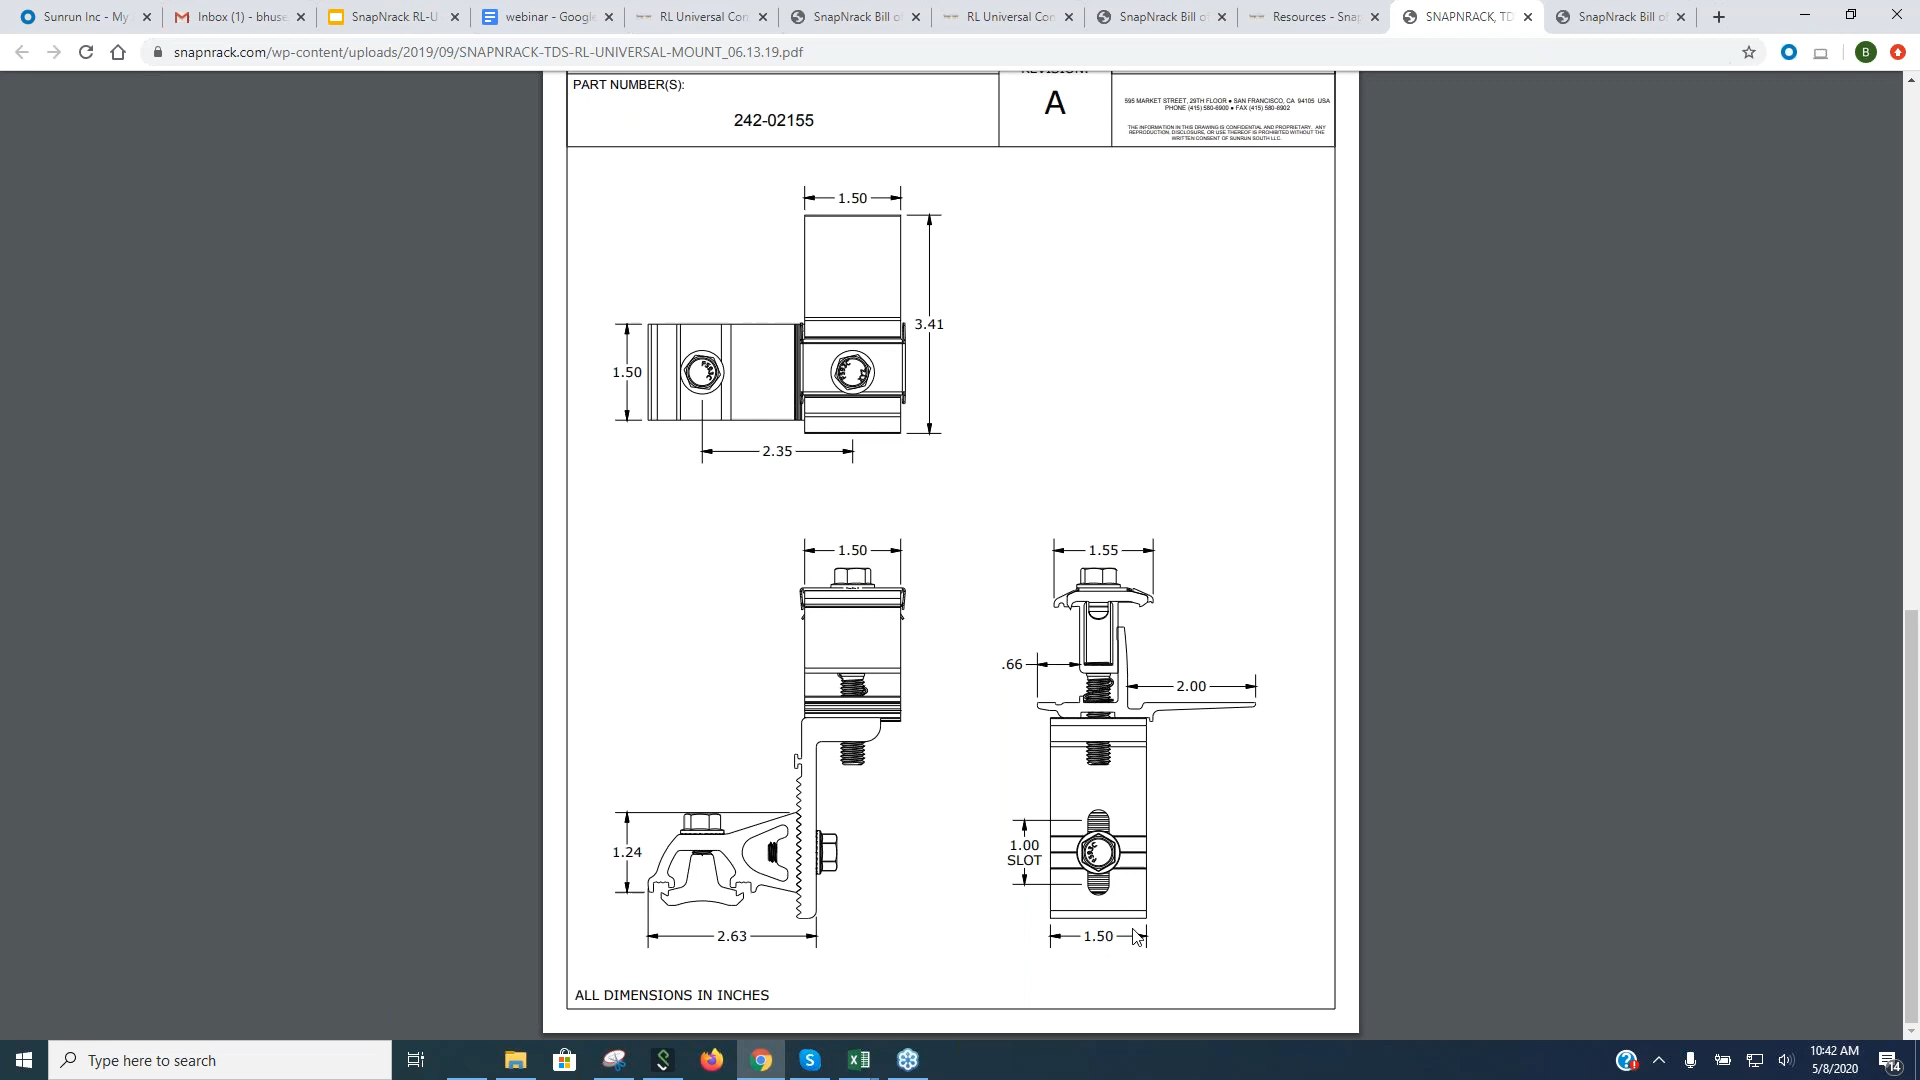 Sunrun Inc - My
Inbox (1) - bhuse
SnapNrack RL-U
webinar - Google
RL Universal Con
SnapNrack Bill o
RL Universal Con
SnapNrack Bill o
Resources - Snap
SNAPNRACK, TD
SnapNrack Bill o
snapnrack.com/wp-content/uploads/2019/09/SNAPNRACK-TDS-RL-UNIVERSAL-MOUNT_06.13.19.pdf
B
PART NUMBER(S):
242-02155
REVISION:
A
595 MARKET STREET, 29TH FLOOR ● SAN FRANCISCO, CA 94105 USA
PHONE (415) 580-6900 ● FAX (415) 580-6902
THE INFORMATION IN THIS DRAWING IS CONFIDENTIAL AND PROPRIETARY. ANY
REPRODUCTION, DISCLOSURE, OR USE THEREOF IS PROHIBITED WITHOUT THE
WRITTEN CONSENT OF SUNRUN SOUTH LLC.
1.50
3.41
1.50
2.35
1.50
1.55
.66
2.00
1.24
1.00
SLOT
2.63
1.50
ALL DIMENSIONS IN INCHES
Type here to search
10:42 AM
5/8/2020
14